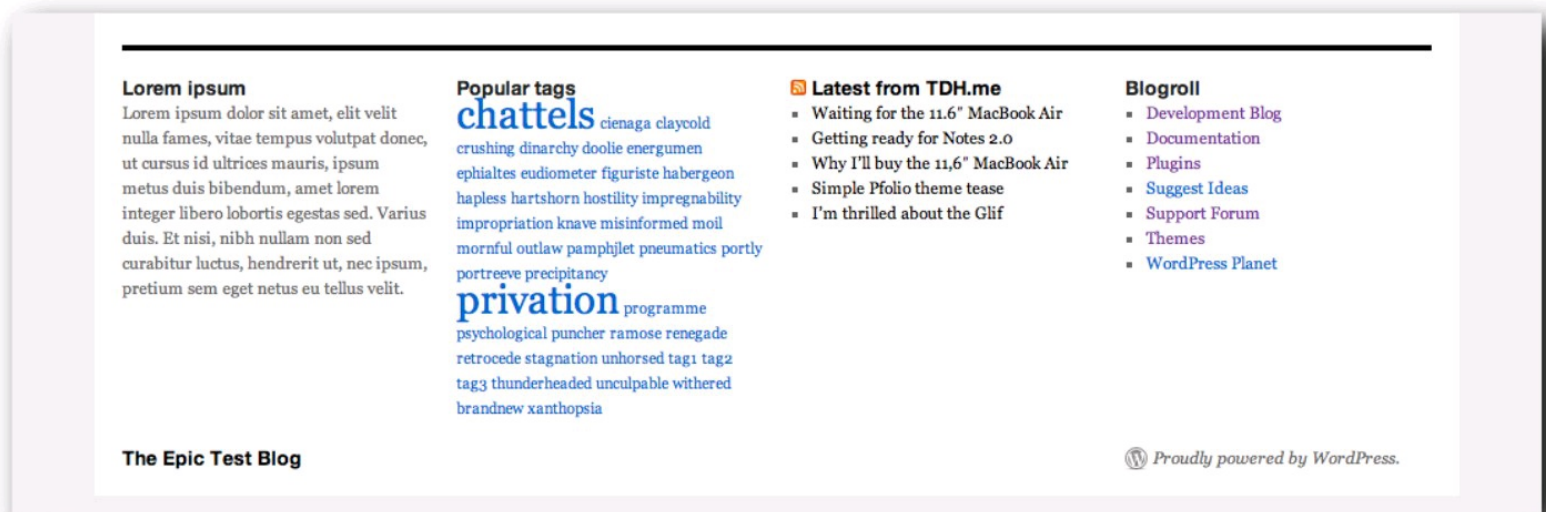 Lorem ipsum
Lorem ipsum dolor sit amet, elit velit
nulla fames, vitae tempus volutpat donec,
ut cursus id ultrices mauris, ipsum
metus duis bibendum, amet lorem
integer libero lobortis egestas sed. Varius
duis. Et nisi, nibh nullam non sed
curabitur luctus, hendrerit ut, nec ipsum,
pretium sem eget netus eu tellus velit.
Popular tags
chattels cienaga claycold
crushing dinarchy doolie energumen
ephialtes eudiometer figuriste habergeon
hapless hartshorn hostility impregnability
impropriation knave misinformed moil
mornful outlaw pamphjlet pneumatics portly
portreeve precipitancy
privation programme
psychological puncher ramose renegade
retrocede stagnation unhorsed tag1 tag2
tag3 thunderheaded unculpable withered
brandnew xanthopsia
Latest from TDH.me
Waiting for the 11.6″ MacBook Air
Getting ready for Notes 2.0
Why I'll buy the 11,6″ MacBook Air
Simple Pfolio theme tease
I'm thrilled about the Glif
Blogroll
Development Blog
Documentation
Plugins
Suggest Ideas
Support Forum
Themes
WordPress Planet
The Epic Test Blog
Proudly powered by WordPress.